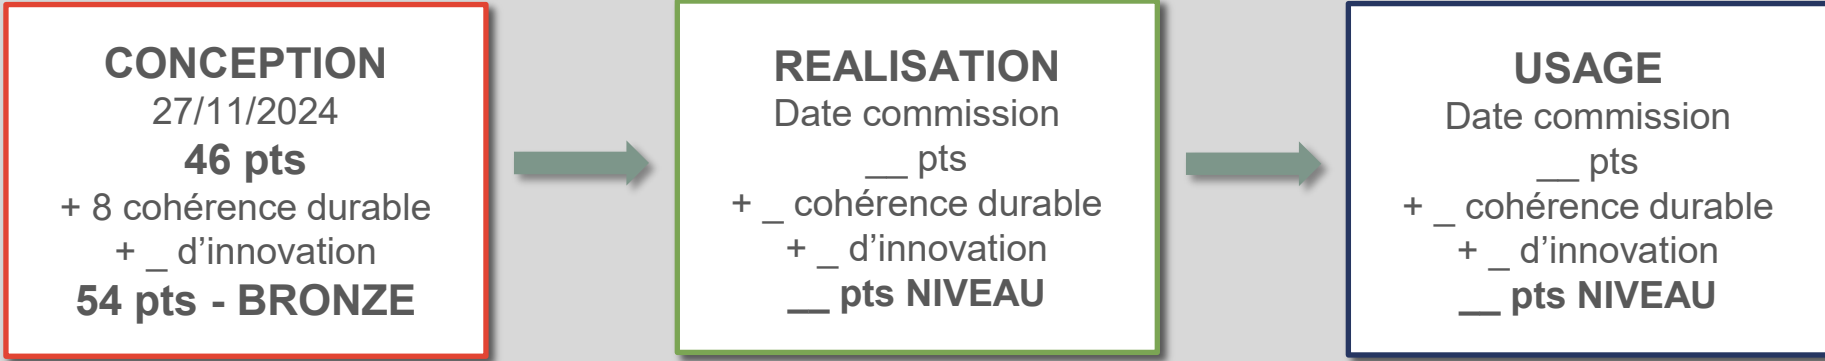 CONCEPTION
27/11/2024
46 pts
+ 8 cohérence durable
+ _ d’innovation
54 pts - BRONZE
REALISATION
Date commission
__ pts
+ _ cohérence durable
+ _ d’innovation
__ pts NIVEAU
USAGE
Date commission
__ pts
+ _ cohérence durable
+ _ d’innovation
__ pts NIVEAU